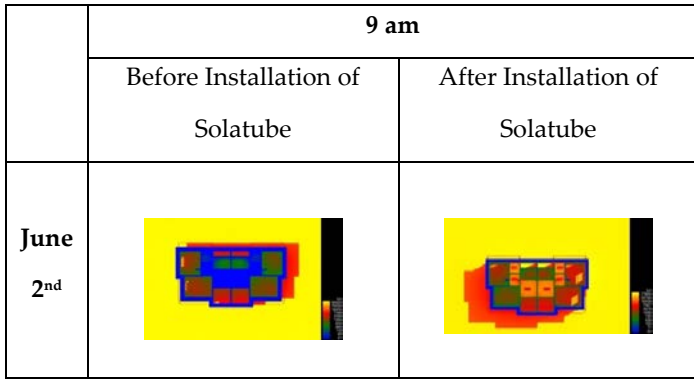 9 am
Before Installation of
Solatube
After Installation of
Solatube
June
2nd